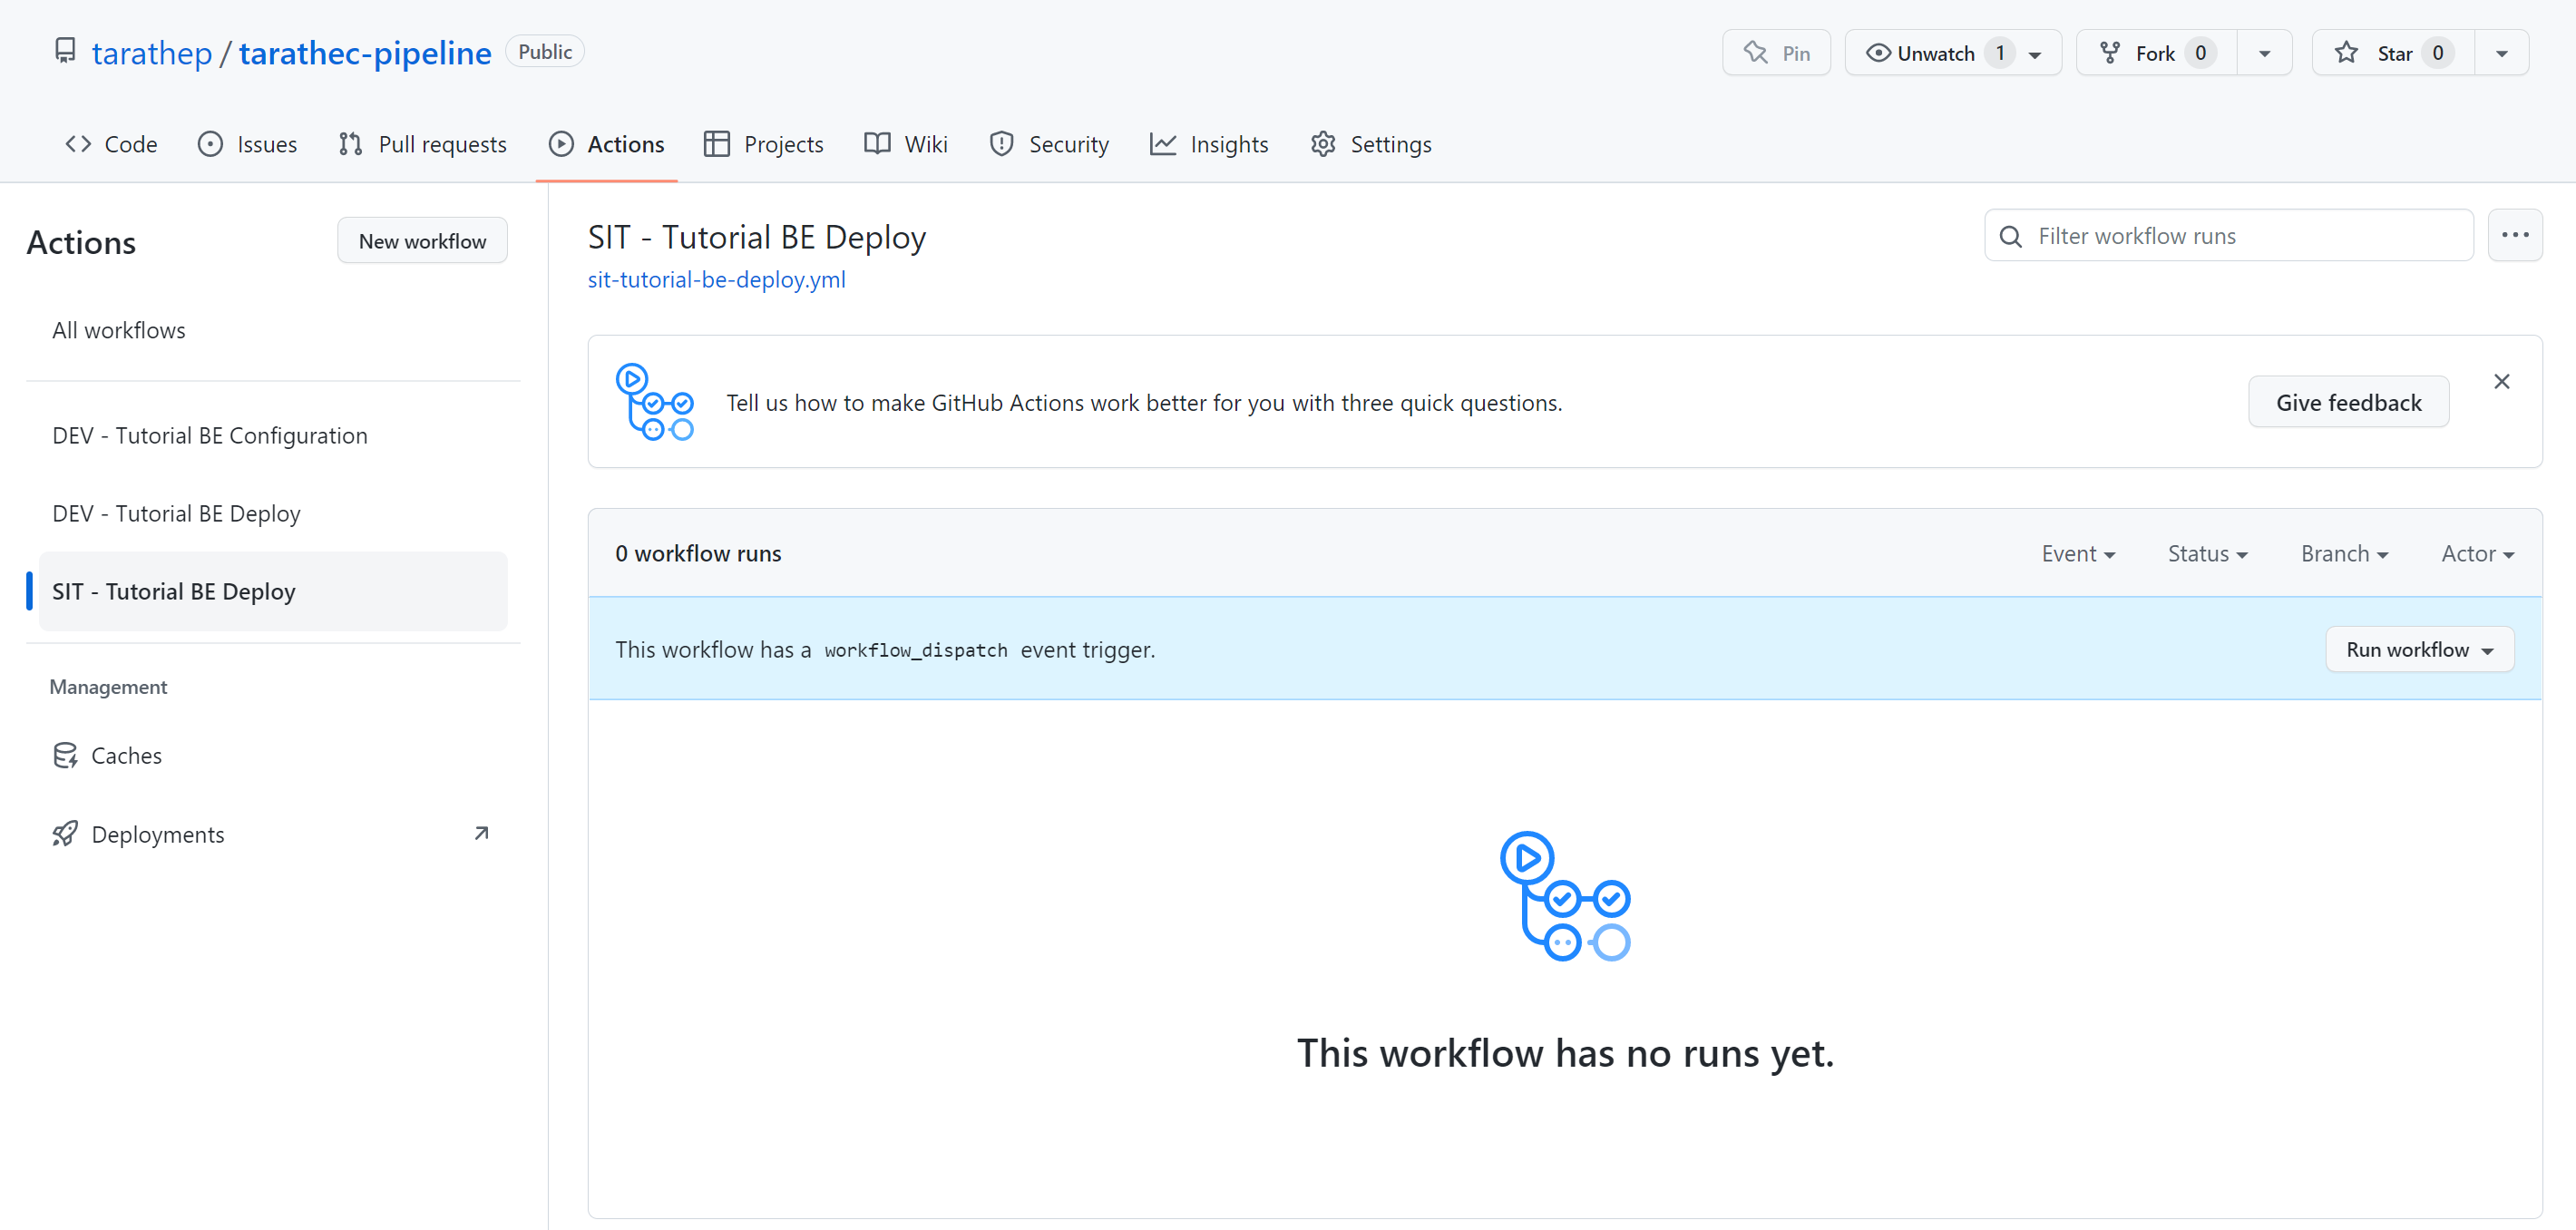 tarathep / tarathec-pipeline Public
Pin Unwatch 1 Fork 0 Star 0
Code Issues Pull requests Actions Projects Wiki Security Insights Settings
Actions New workflow
All workflows
DEV - Tutorial BE Configuration
DEV - Tutorial BE Deploy
SIT - Tutorial BE Deploy
Management
Caches
Deployments
SIT - Tutorial BE Deploy
sit-tutorial-be-deploy.yml
Filter workflow runs
Tell us how to make GitHub Actions work better for you with three quick questions.
Give feedback
0 workflow runs Event Status Branch Actor
This workflow has a workflow_dispatch event trigger.
Run workflow
This workflow has no runs yet.